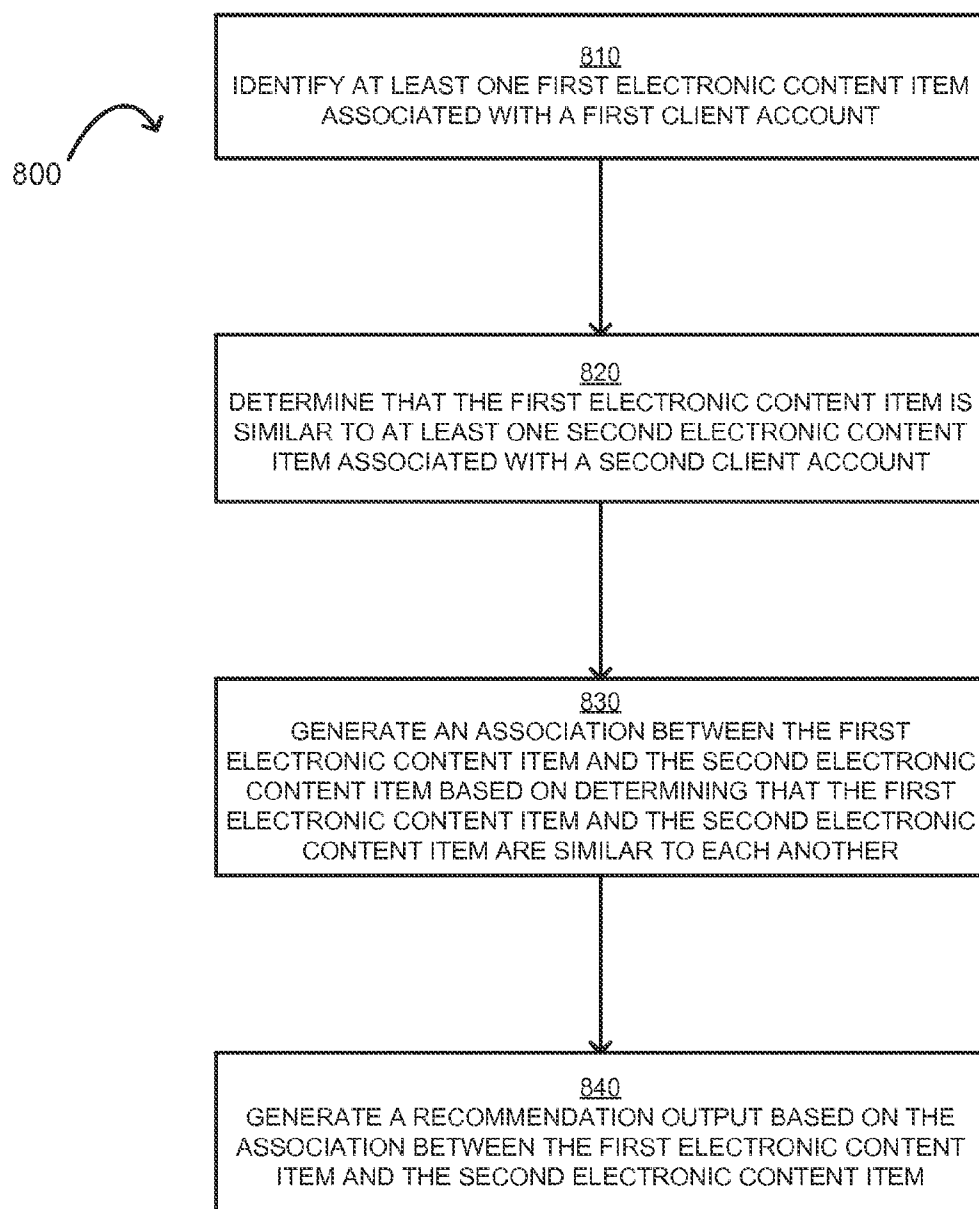 810
IDENTIFY AT LEAST ONE FIRST ELECTRONIC CONTENT ITEM
ASSOCIATED WITH A FIRST CLIENT ACCOUNT
800
820
DETERMINE THAT THE FIRST ELECTRONIC CONTENT ITEM IS
SIMILAR TO AT LEAST ONE SECOND ELECTRONIC CONTENT
ITEM ASSOCIATED WITH A SECOND CLIENT ACCOUNT
830
GENERATE AN ASSOCIATION BETWEEN THE FIRST
ELECTRONIC CONTENT ITEM AND THE SECOND ELECTRONIC
CONTENT ITEM BASED ON DETERMINING THAT THE FIRST
ELECTRONIC CONTENT ITEM AND THE SECOND ELECTRONIC
CONTENT ITEM ARE SIMILAR TO EACH ANOTHER
840
GENERATE A RECOMMENDATION OUTPUT BASED ON THE
ASSOCIATION BETWEEN THE FIRST ELECTRONIC CONTENT
ITEM AND THE SECOND ELECTRONIC CONTENT ITEM